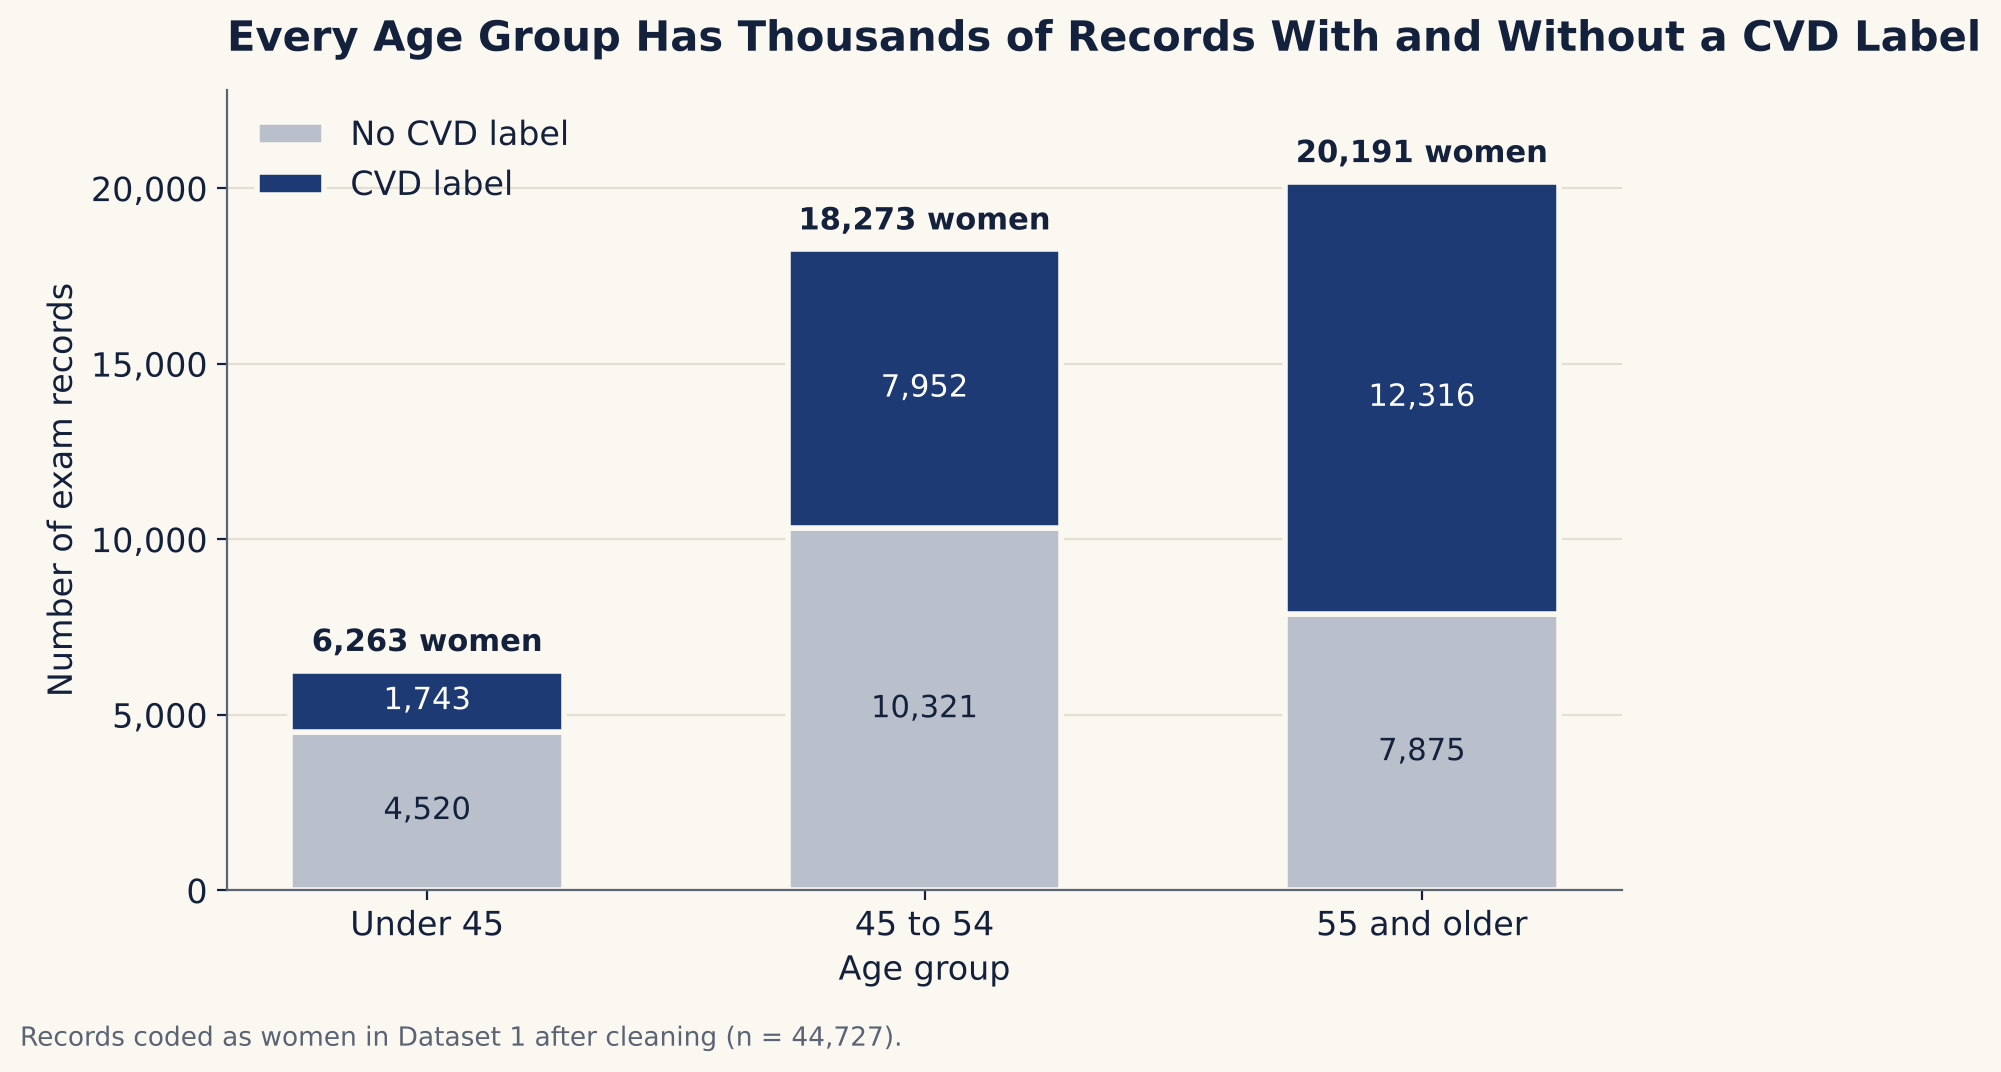 Every Age Group Has Thousands of Records With and Without a CVD Label
No CVD label
CVD label
Number of exam records
20,000
15,000
10,000
5,000
0
6,263 women
1,743
4,520
18,273 women
7,952
10,321
20,191 women
12,316
7,875
Under 45
45 to 54
55 and older
Age group
Records coded as women in Dataset 1 after cleaning (n = 44,727).